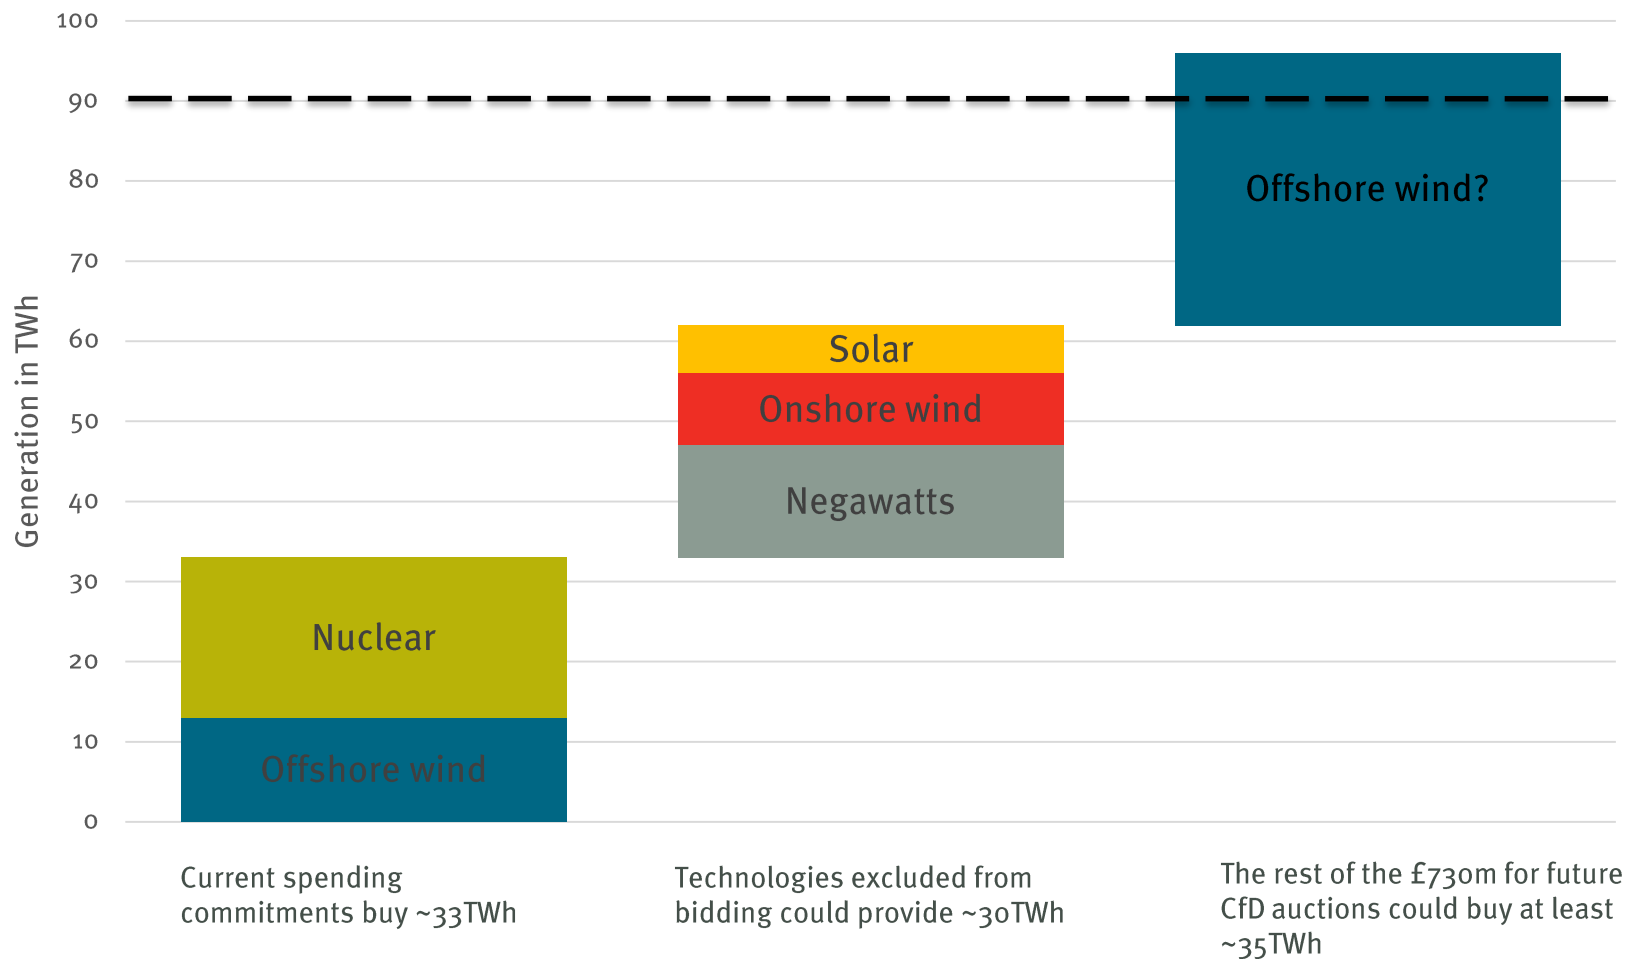 100
90
80
70
60
50
40
30
20
10
0
Generation in TWh
Offshore wind?
Solar
Onshore wind
Negawatts
Nuclear
Offshore wind
Current spending
commitments buy ~33TWh
Technologies excluded from
bidding could provide ~30TWh
The rest of the £730m for future
CfD auctions could buy at least
~35TWh